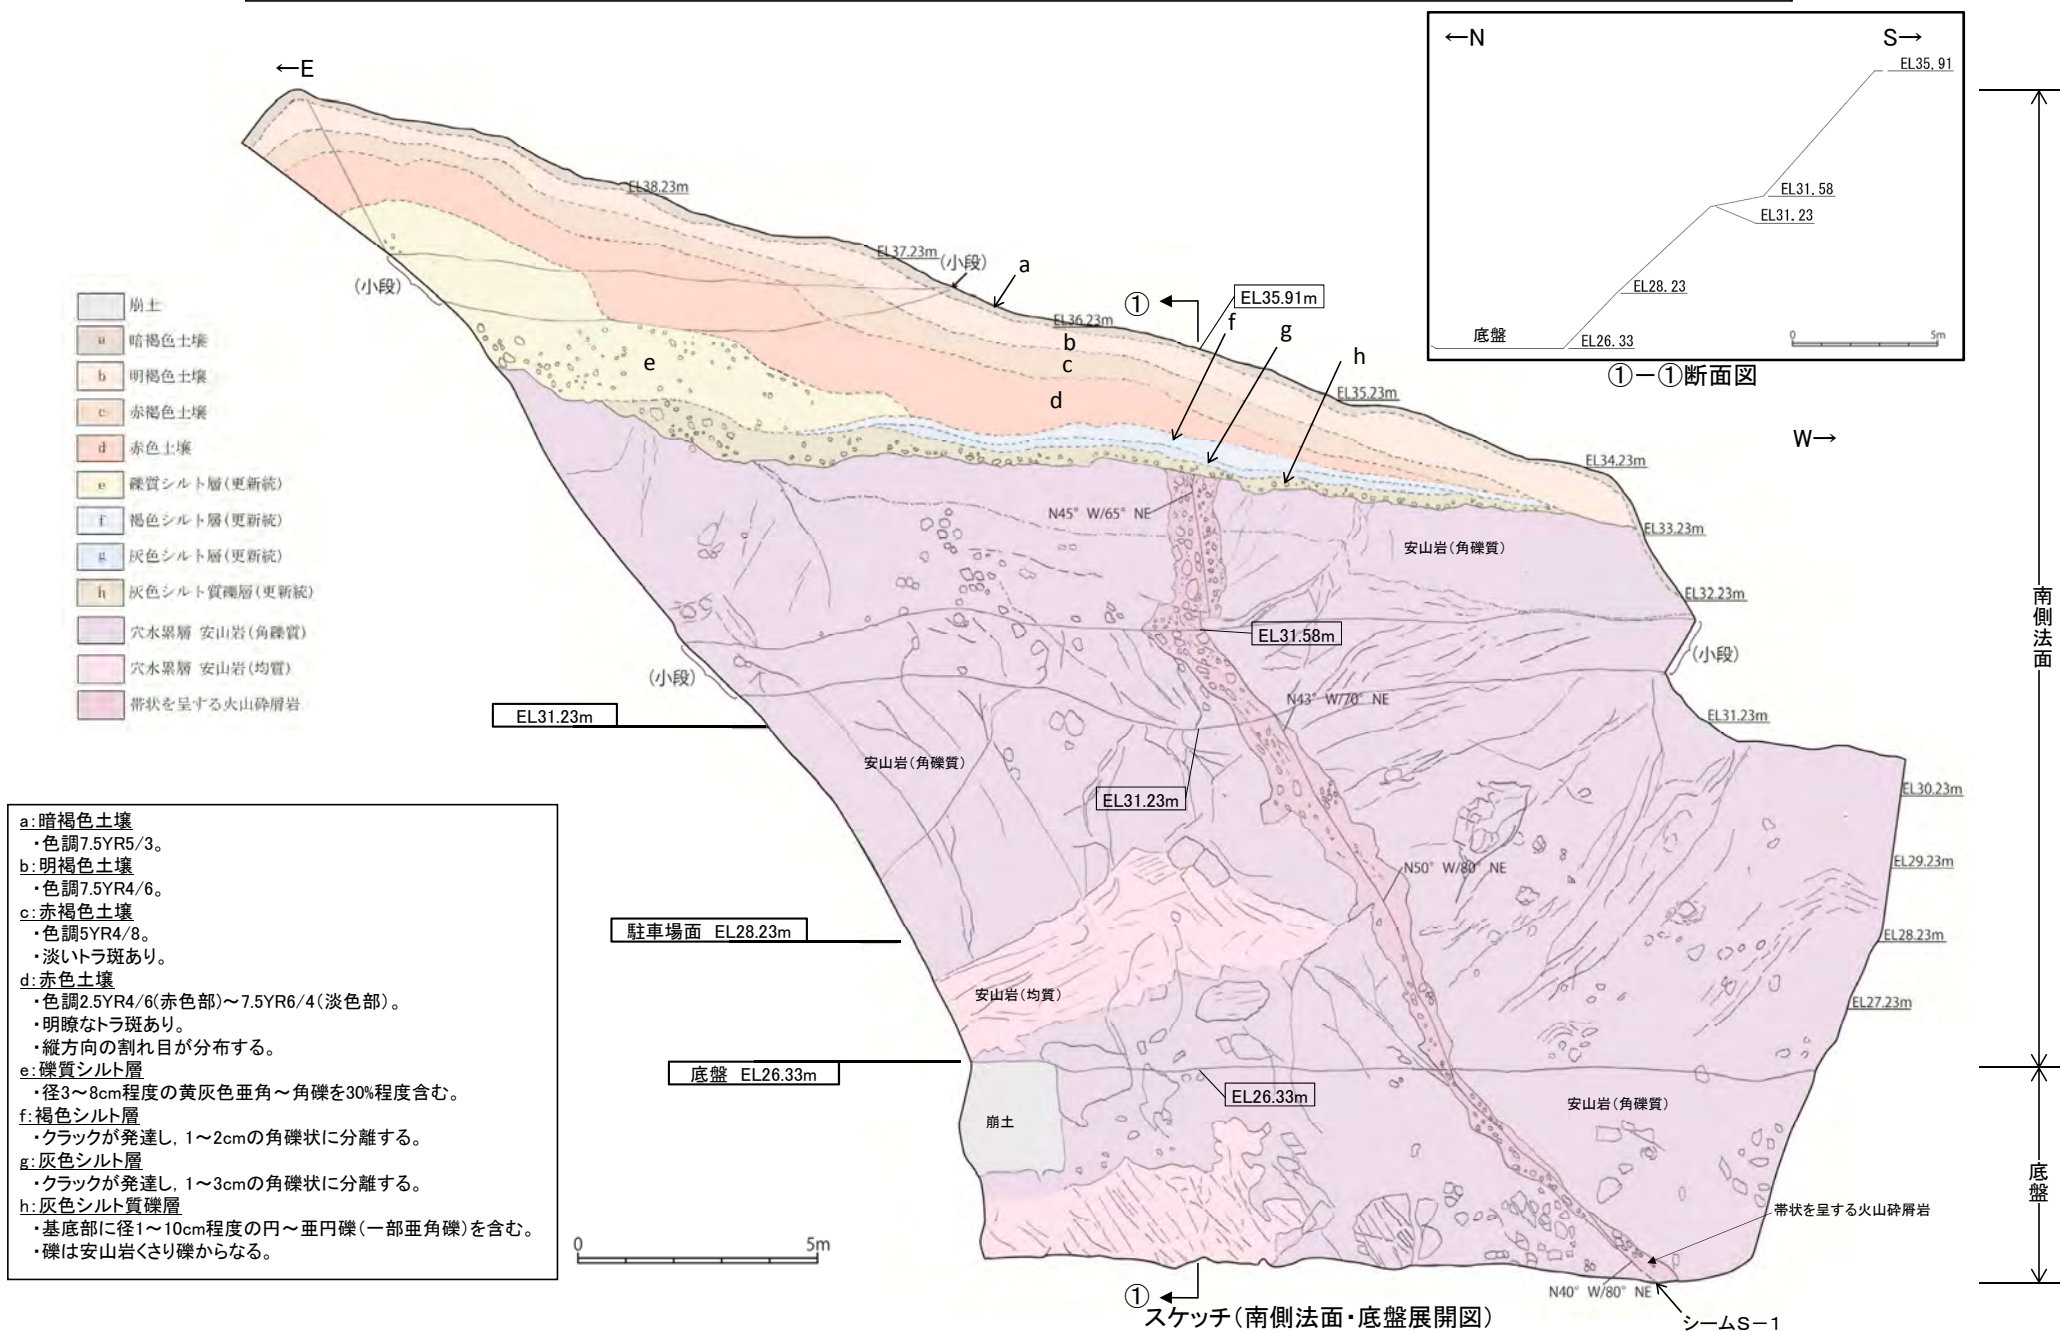 ←N
S→
EL35.91
EL31.58
EL31.23
EL28.23
底盤
EL26.33
0
5m
①－①断面図
←E
W→
EL38.23m
EL37.23m
(小段)
(小段)
a
①
EL35.91m
EL36.23m
f
g
h
b
c
d
e
EL35.23m
EL34.23m
EL33.23m
EL32.23m
N45° W/65° NE
安山岩(角礫質)
EL31.58m
(小段)
(小段)
N43° W/70° NE
EL31.23m
EL31.23m
安山岩(角礫質)
EL31.23m
EL30.23m
N50° W/80° NE
EL29.23m
駐車場面 EL28.23m
EL28.23m
安山岩(均質)
EL27.23m
底盤 EL26.33m
EL26.33m
安山岩(角礫質)
崩土
帯状を呈する火山砕屑岩
N40° W/80° NE
シームS－1
①
スケッチ(南側法面・底盤展開図)
0
5m
南側法面
底盤
崩土
a 暗褐色土壌
b 明褐色土壌
c 赤褐色土壌
d 赤色土壌
e 礫質シルト層(更新統)
f 褐色シルト層(更新統)
g 灰色シルト層(更新統)
h 灰色シルト質礫層(更新統)
穴水累層 安山岩(角礫質)
穴水累層 安山岩(均質)
帯状を呈する火山砕屑岩
a:暗褐色土壌
・色調7.5YR5/3。
b:明褐色土壌
・色調7.5YR4/6。
c:赤褐色土壌
・色調5YR4/8。
・淡いトラ斑あり。
d:赤色土壌
・色調2.5YR4/6(赤色部)～7.5YR6/4(淡色部)。
・明瞭なトラ斑あり。
・縦方向の割れ目が分布する。
e:礫質シルト層
・径3～8cm程度の黄灰色亜角～角礫を30%程度含む。
f:褐色シルト層
・クラックが発達し, 1～2cmの角礫状に分離する。
g:灰色シルト層
・クラックが発達し, 1～3cmの角礫状に分離する。
h:灰色シルト質礫層
・基底部に径1～10cm程度の円～亜円礫(一部亜角礫)を含む。
・礫は安山岩くさり礫からなる。